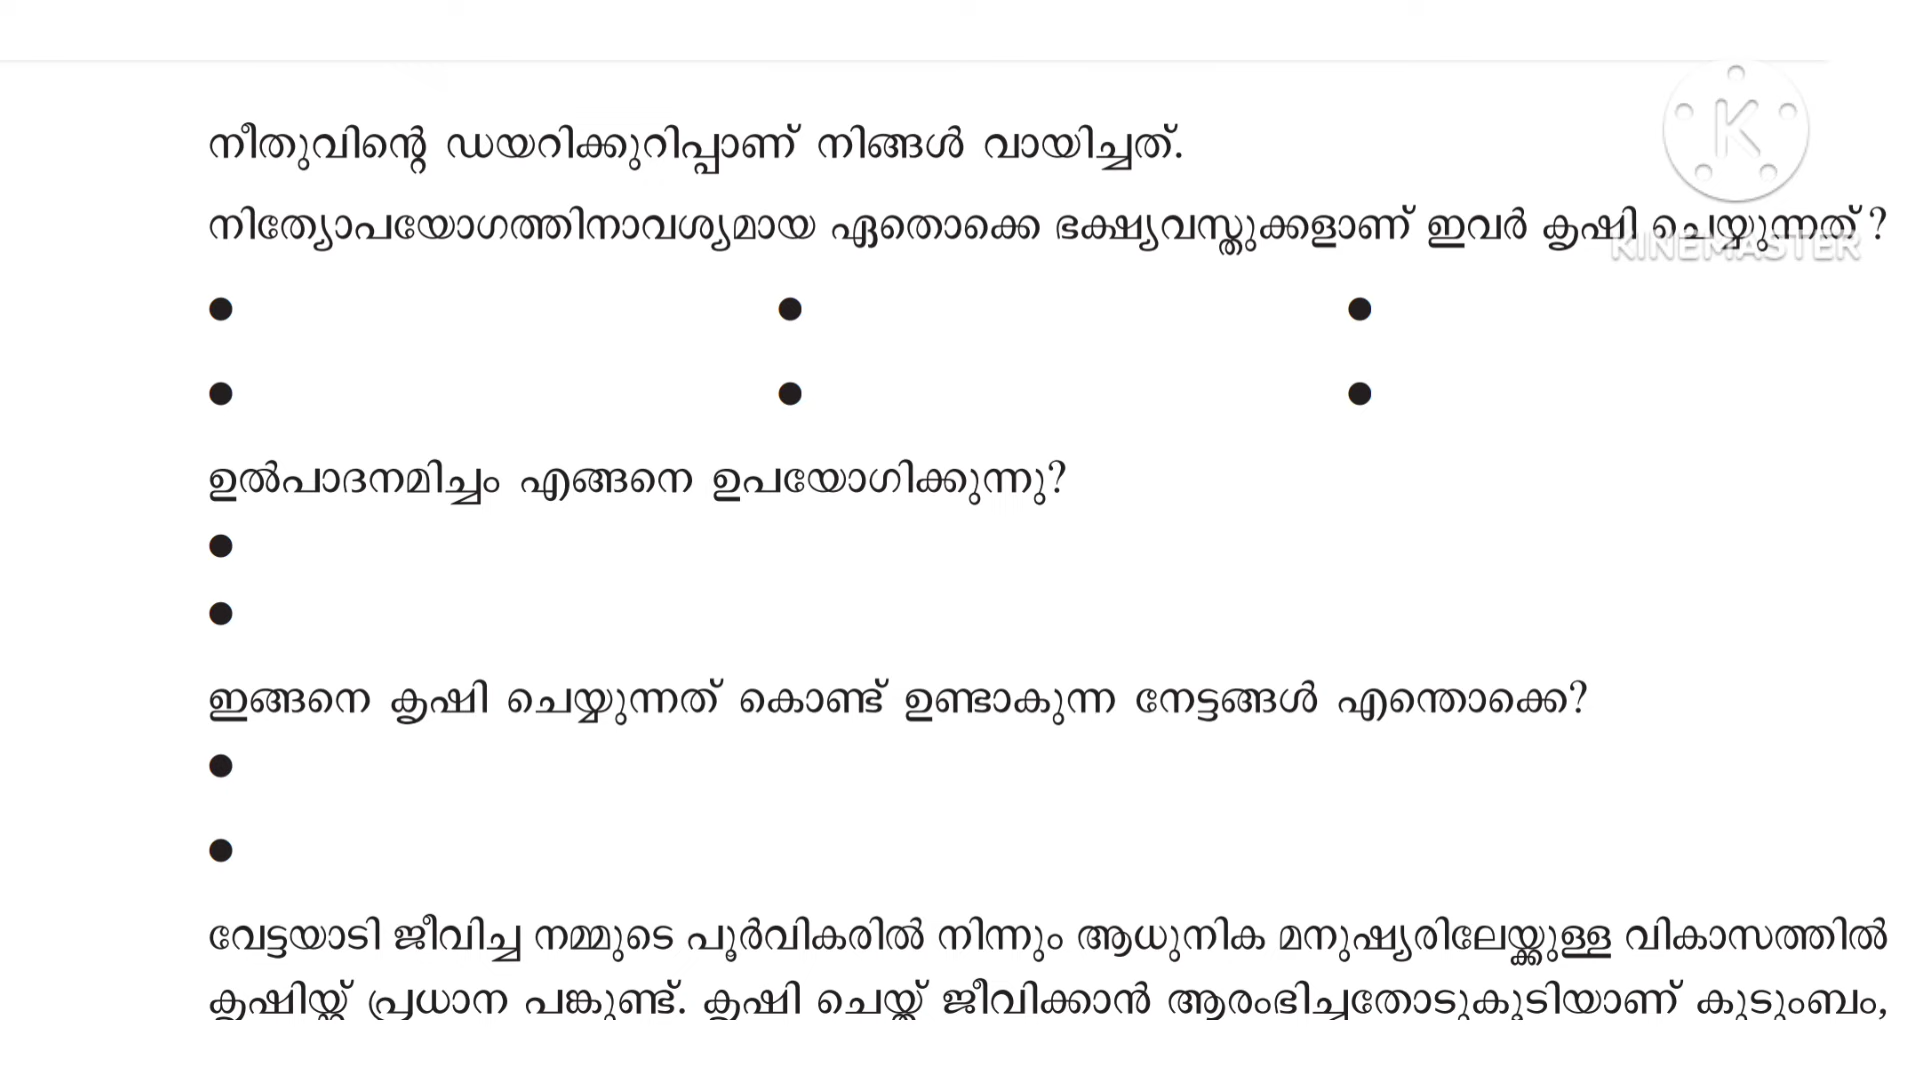 നീതുവിന്റെ ഡയറിക്കുറിപ്പാണ് നിങ്ങൾ വായിച്ചത്.
നിത്യോപയോഗത്തിനാവശ്യമായ ഏതൊക്കെ ഭക്ഷ്യവസ്തുക്കളാണ് ഇവർ കൃഷി ചെയ്യുന്നത്?
K
KINEMASTER
ഉൽപാദനമിച്ചം എങ്ങനെ ഉപയോഗിക്കുന്നു?
ഇങ്ങനെ കൃഷി ചെയ്യുന്നത് കൊണ്ട് ഉണ്ടാകുന്ന നേട്ടങ്ങൾ എന്തൊക്കെ?
വേട്ടയാടി ജീവിച്ച നമ്മുടെ പൂർവികരിൽ നിന്നും ആധുനിക മനുഷ്യരിലേയ്ക്കുള്ള വികാസത്തിൽ
കൃഷിയ്ക്ക് പ്രധാന പങ്കുണ്ട്. കൃഷി ചെയ്ത് ജീവിക്കാൻ ആരംഭിച്ചതോടുകൂടിയാണ് കുടുംബം,